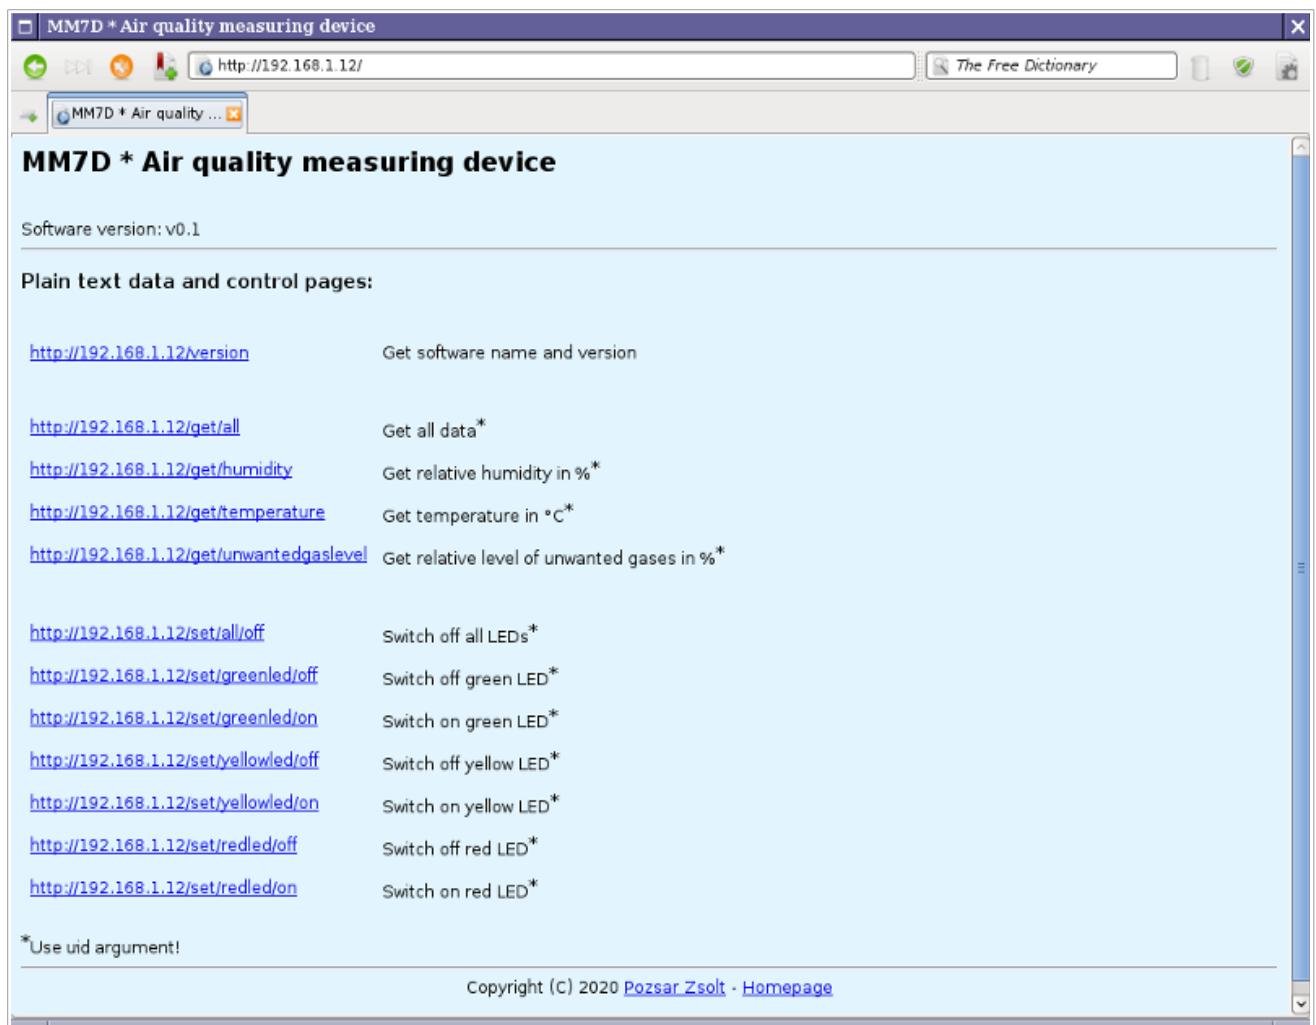 MM7D * Air quality measuring device
http://192.168.1.12/
The Free Dictionary
MM7D * Air quality ...
MM7D * Air quality measuring device
Software version: v0.1
Plain text data and control pages:
http://192.168.1.12/version Get software name and version
http://192.168.1.12/get/all Get all data*
http://192.168.1.12/get/humidity Get relative humidity in %*
http://192.168.1.12/get/temperature Get temperature in °C*
http://192.168.1.12/get/unwantedgaslevel Get relative level of unwanted gases in %*
http://192.168.1.12/set/all/off Switch off all LEDs*
http://192.168.1.12/set/greenled/off Switch off green LED*
http://192.168.1.12/set/greenled/on Switch on green LED*
http://192.168.1.12/set/yellowled/off Switch off yellow LED*
http://192.168.1.12/set/yellowled/on Switch on yellow LED*
http://192.168.1.12/set/redled/off Switch off red LED*
http://192.168.1.12/set/redled/on Switch on red LED*
*Use uid argument!
Copyright (C) 2020 Pozsar Zsolt - Homepage